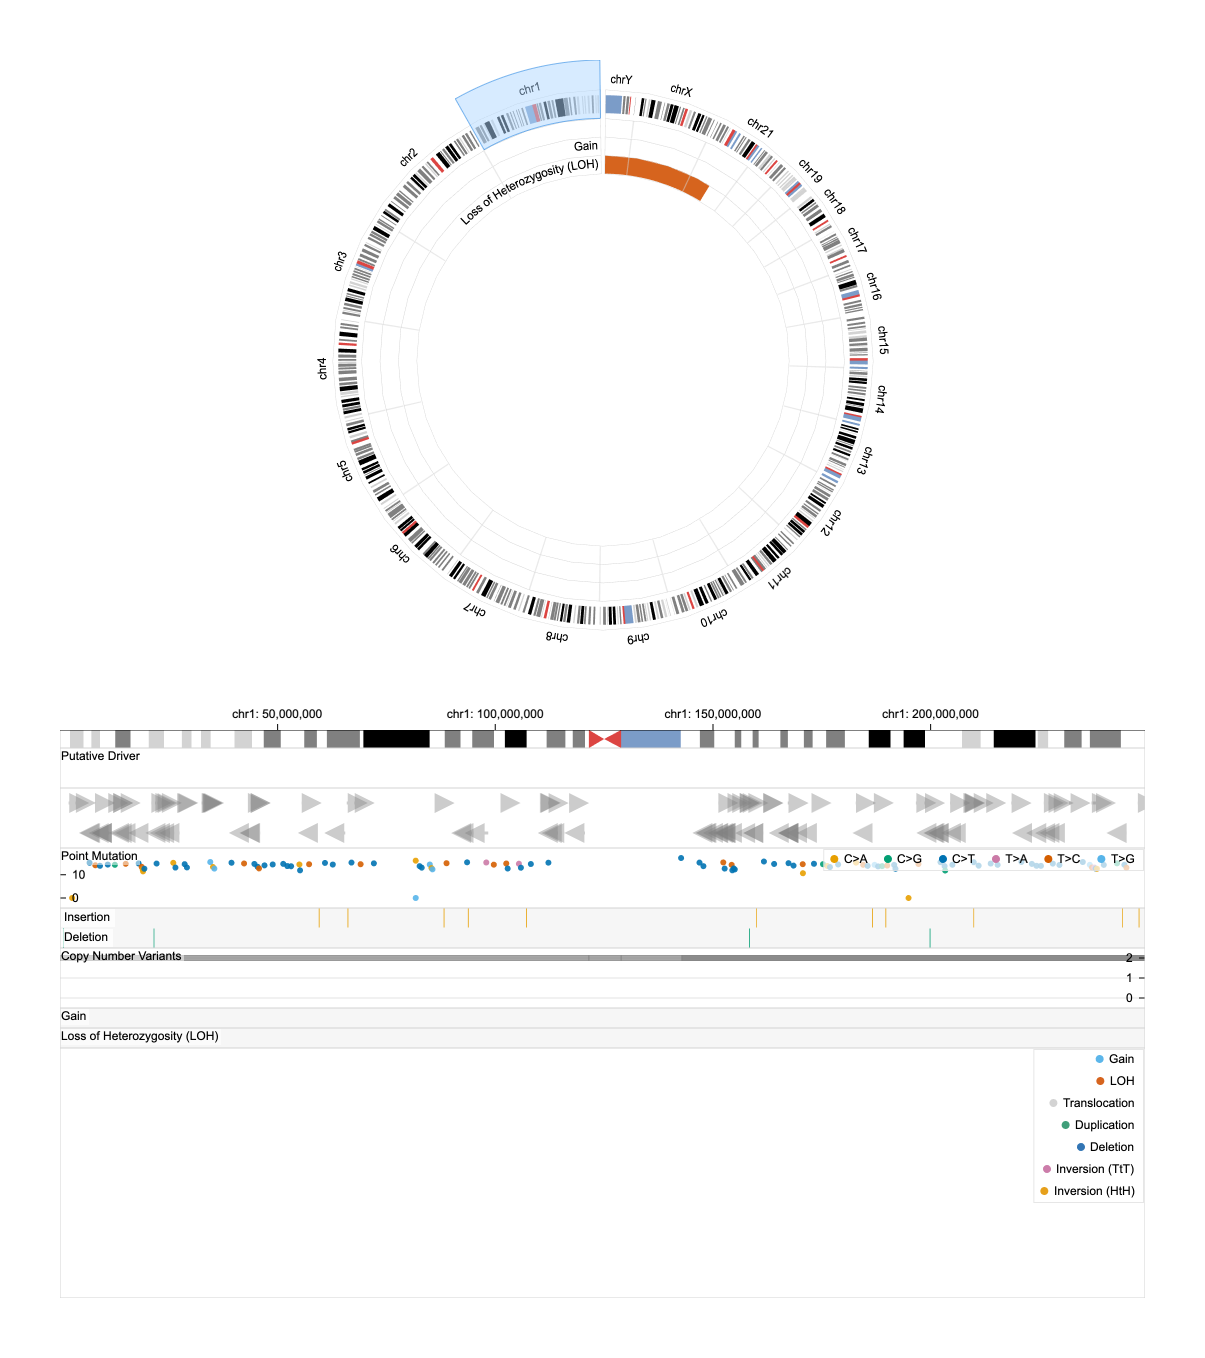 chr1
chrY
chrX
chr21
chr19
chr18
chr17
chr16
chr15
chr14
chr13
chr12
chr11
chr10
chr9
chr8
chr7
chr6
chr5
chr4
chr3
chr2
Gain
Loss of Heterozygosity (LOH)
chr1: 50,000,000 chr1: 100,000,000 chr1: 150,000,000 chr1: 200,000,000
Putative Driver
Point Mutation
C>A C>G C>T T>A T>C T>G
10
0
Insertion
Deletion
Copy Number Variants
2
1
0
Gain
Loss of Heterozygosity (LOH)
Gain
LOH
Translocation
Duplication
Deletion
Inversion (TtT)
Inversion (HtH)